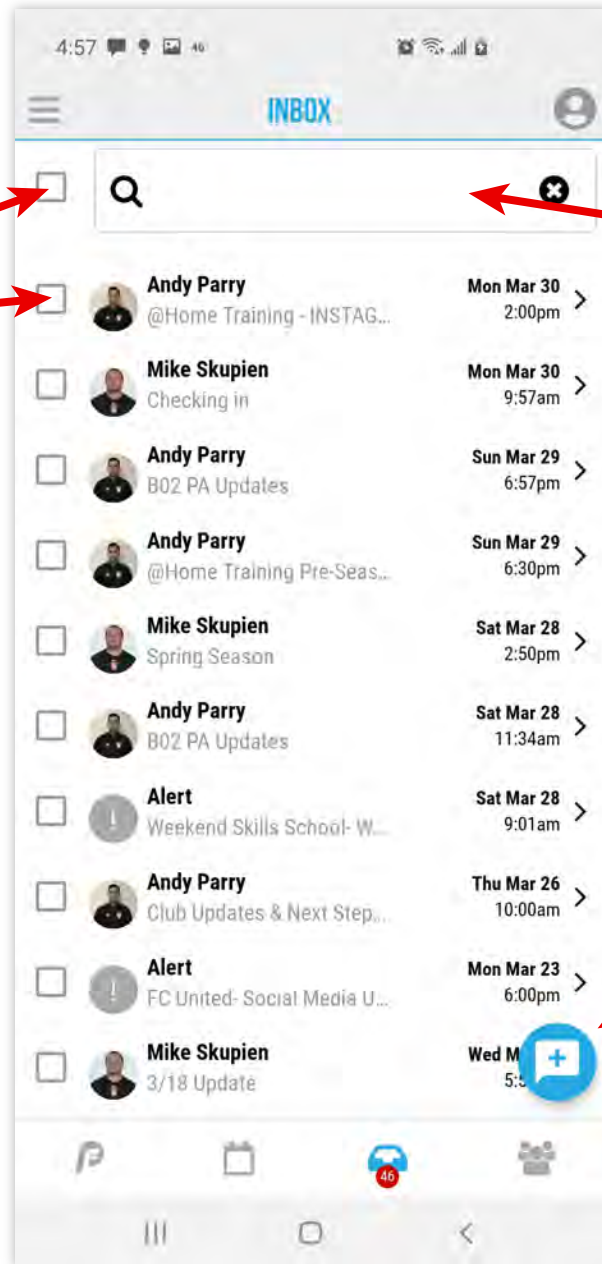 4:57 46
INBOX
Andy Parry Mon Mar 30
@Home Training - INSTAG... 2:00pm
Mike Skupien Mon Mar 30
Checking in 9:57am
Andy Parry Sun Mar 29
B02 PA Updates 6:57pm
Andy Parry Sun Mar 29
@Home Training Pre-Seas... 6:30pm
Mike Skupien Sat Mar 28
Spring Season 2:50pm
Andy Parry Sat Mar 28
B02 PA Updates 11:34am
Alert Sat Mar 28
Weekend Skills School- W... 9:01am
Andy Parry Thu Mar 26
Club Updates & Next Step... 10:00am
Alert Mon Mar 23
FC United- Social Media U... 6:00pm
Mike Skupien Wed
3/18 Update
46